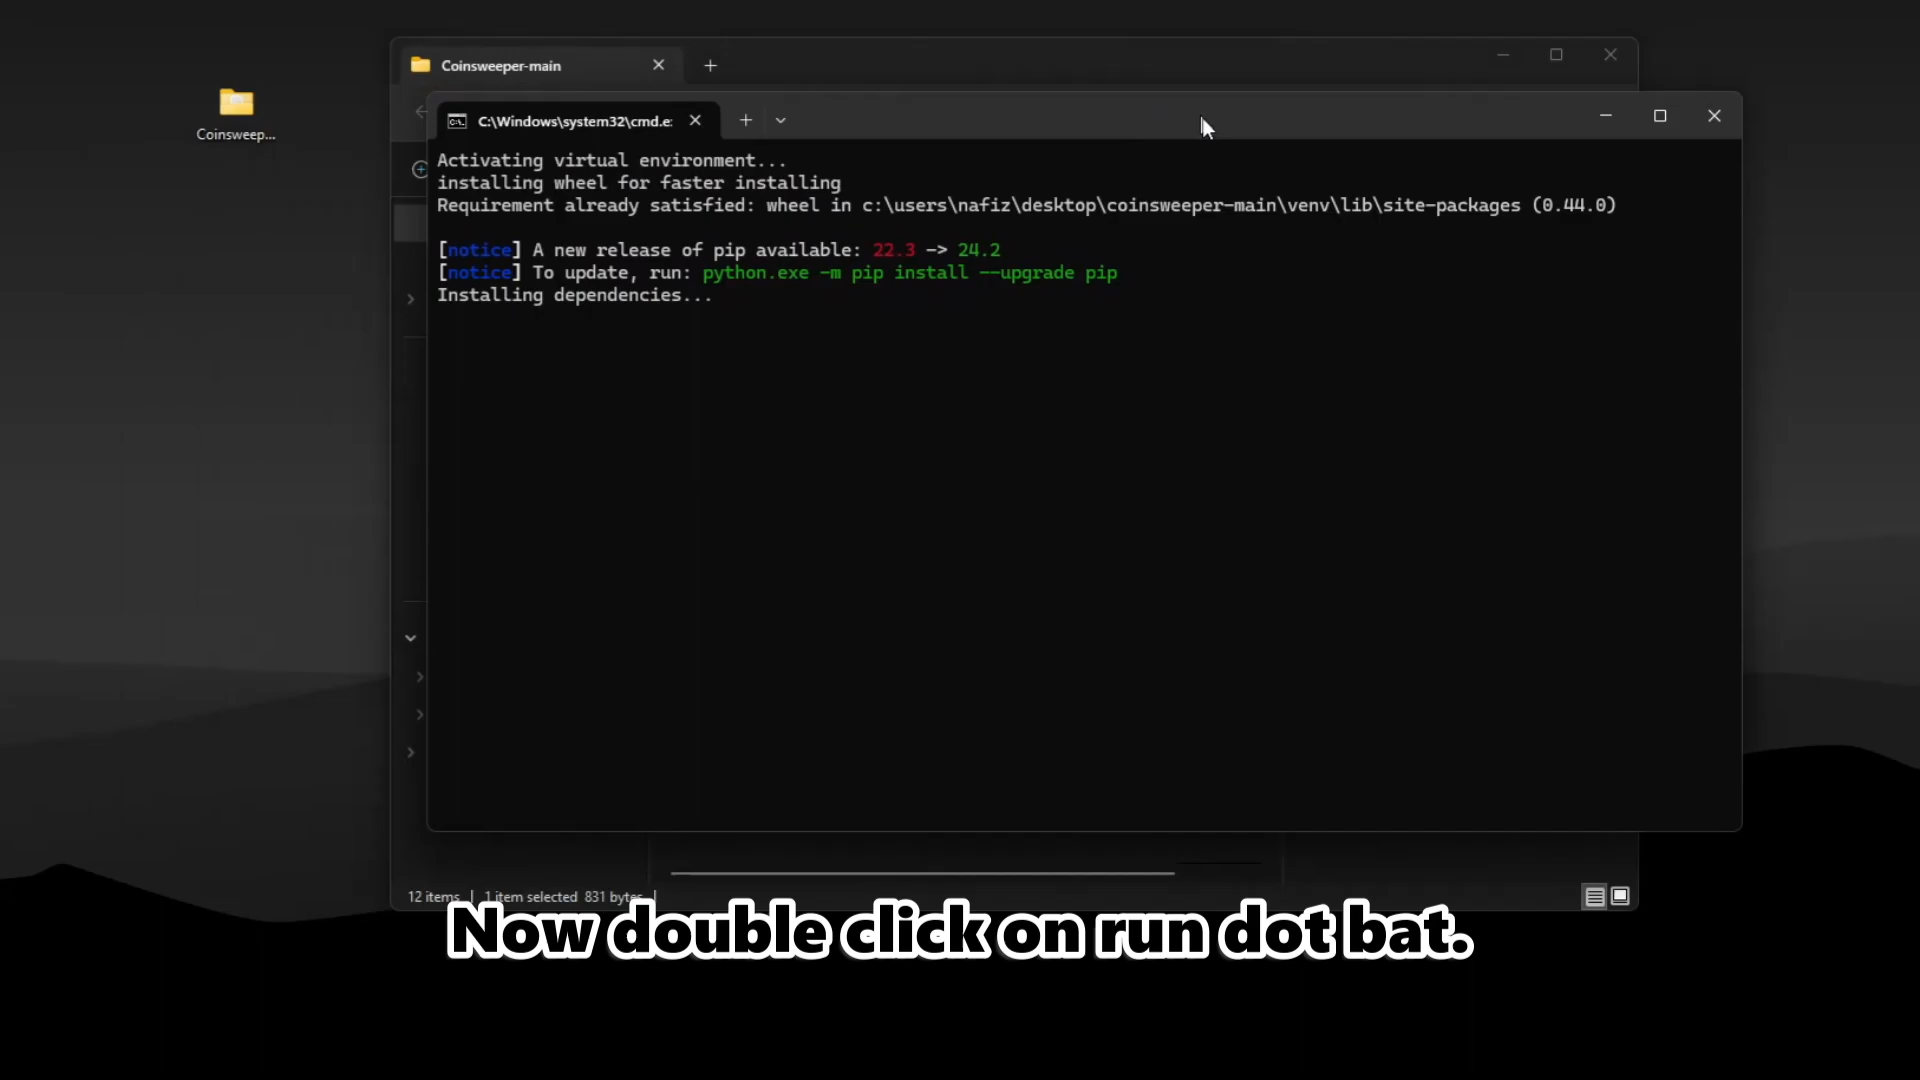 Coinsweeper-main
Coinsweep...
C:\Windows\system32\cmd.e:
Activating virtual environment...
installing wheel for faster installing
Requirement already satisfied: wheel in c:\users\nafiz\desktop\coinsweeper-main\venv\lib\site-packages (0.44.0)
[notice] A new release of pip available: 22.3 -> 24.2
[notice] To update, run: python.exe -m pip install --upgrade pip
Installing dependencies...
12 items | 1 item selected 831 bytes |
Now double click on run dot bat.